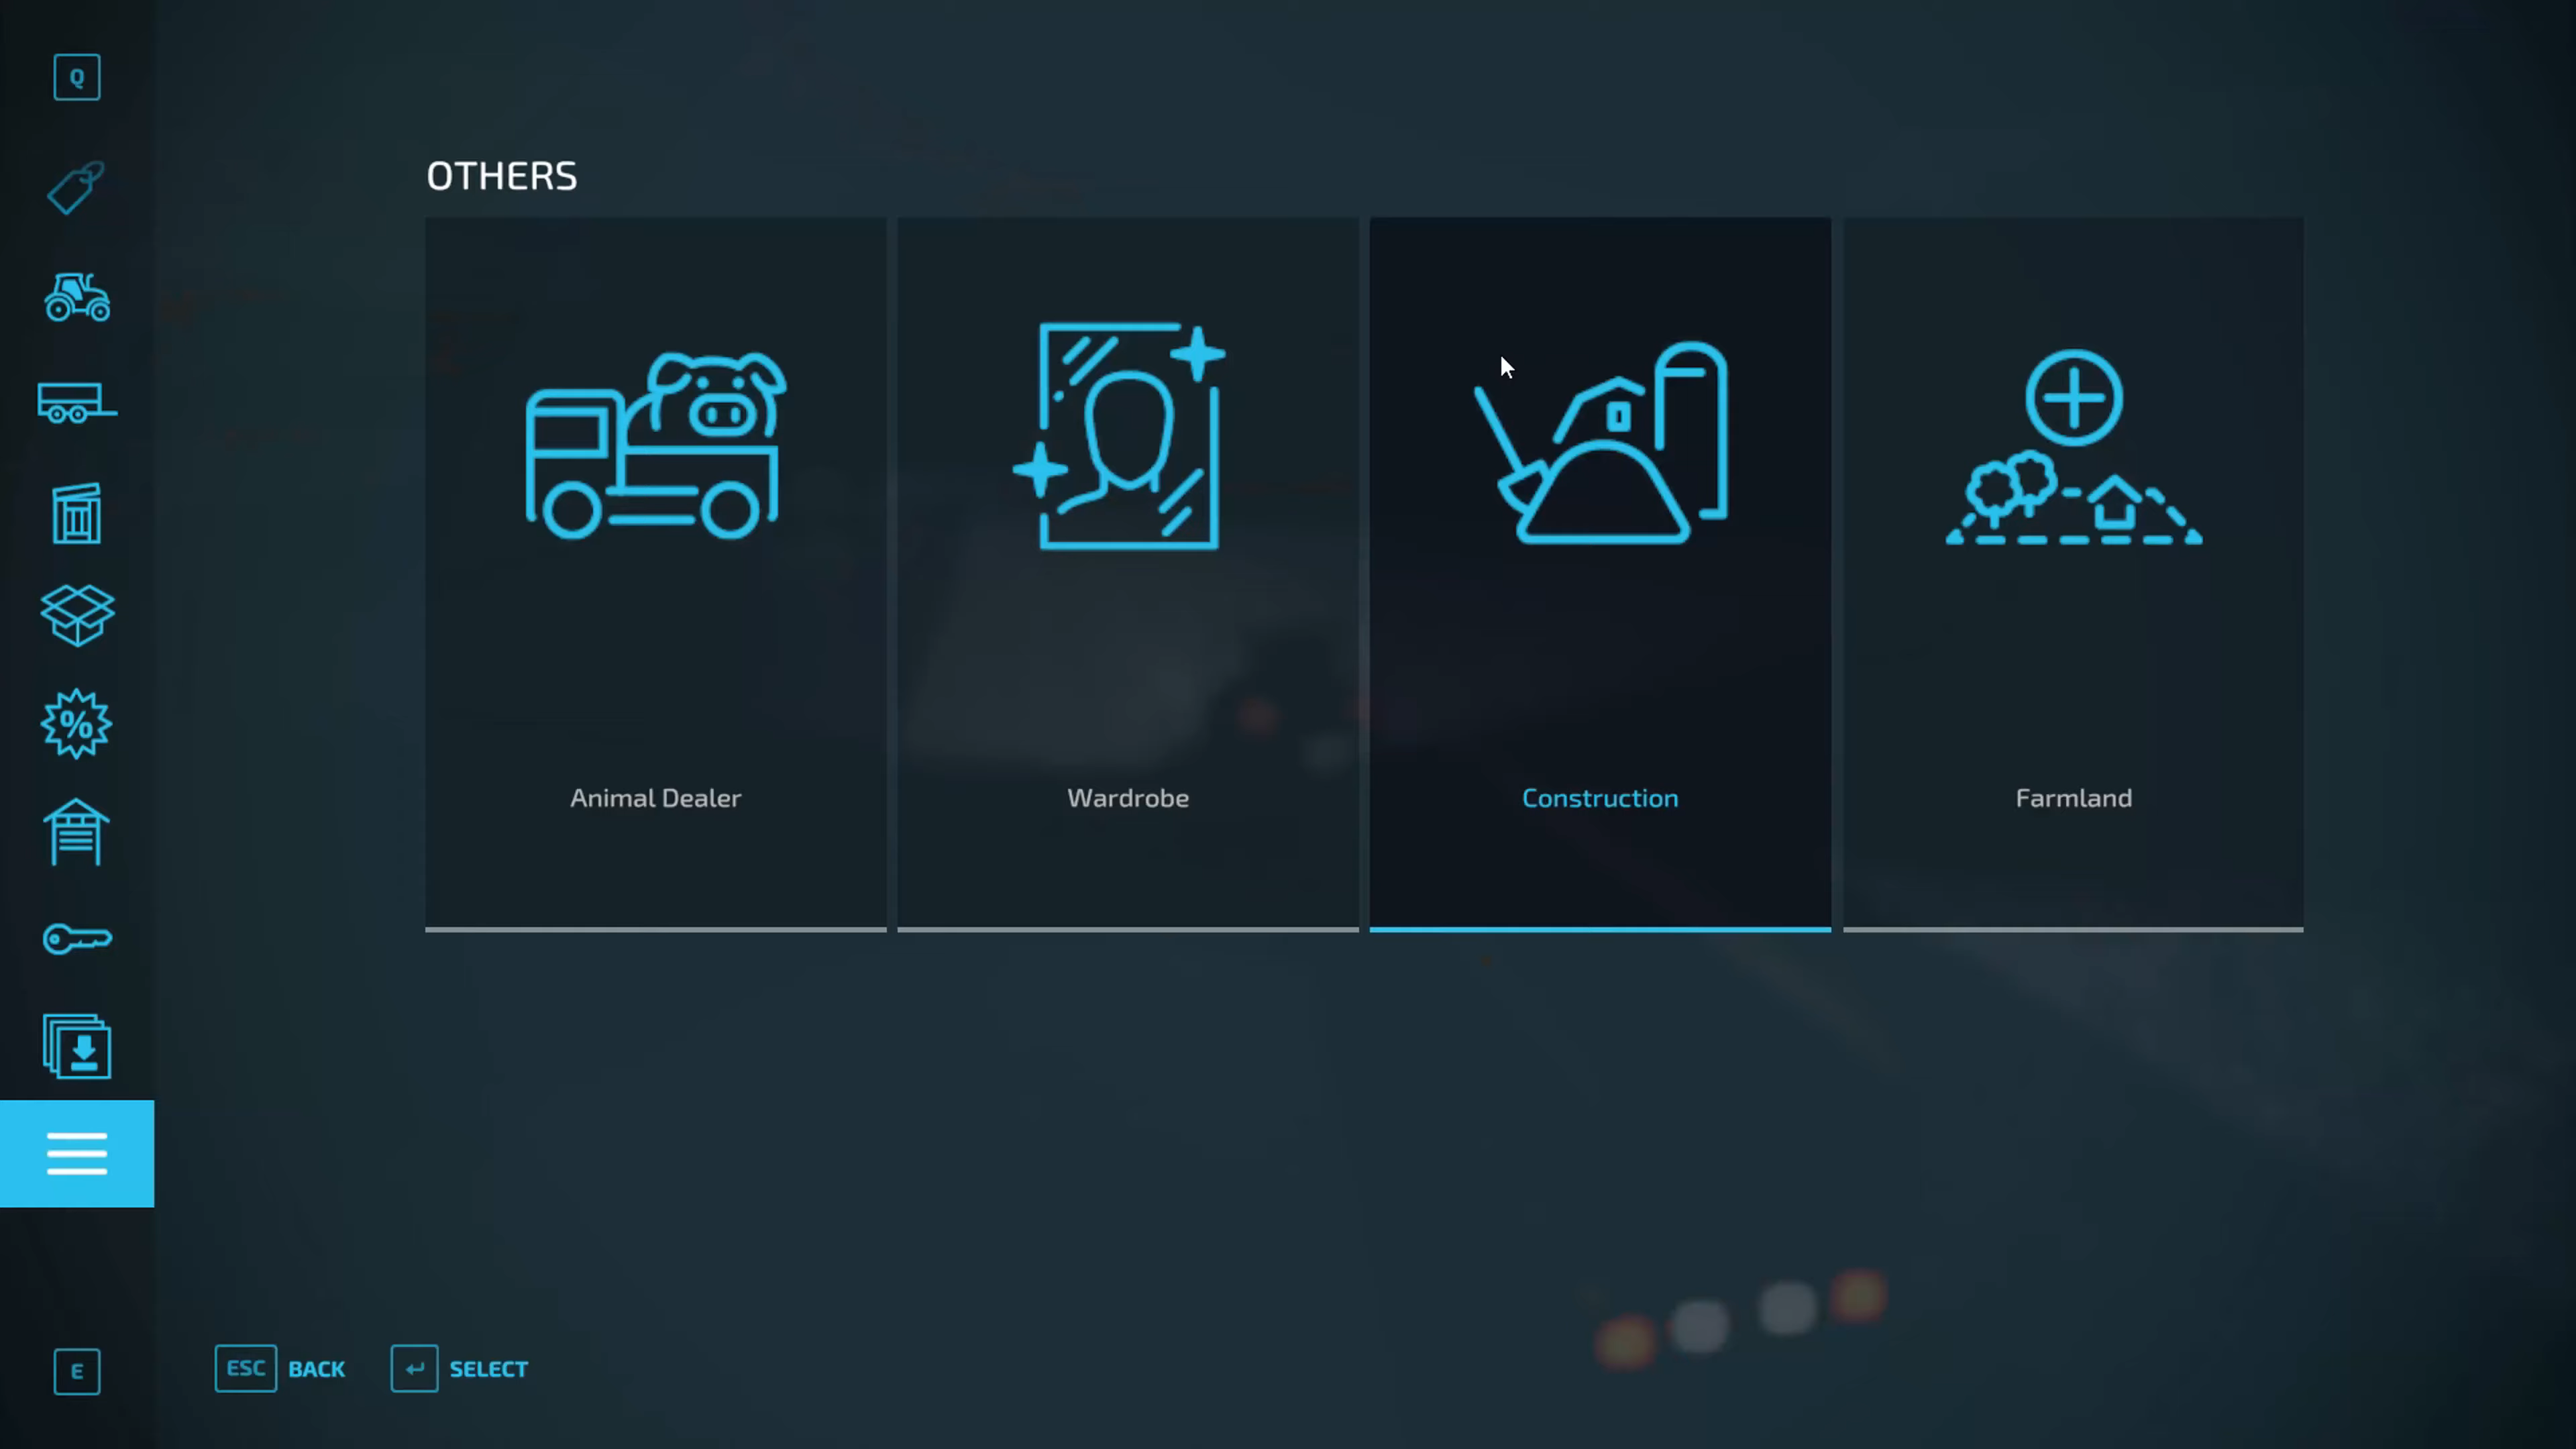 Q
OTHERS
Animal Dealer
Wardrobe
Construction
Farmland
%
E
ESC BACK
SELECT